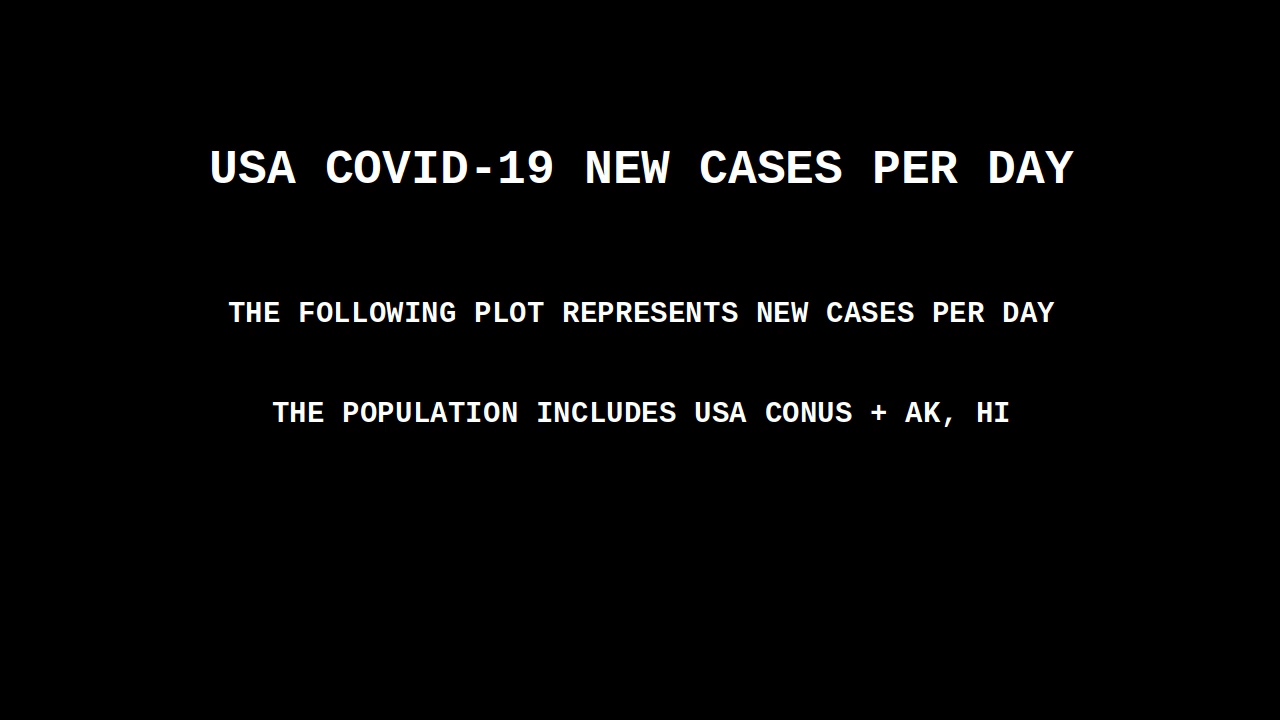 USA COVID-19 NEW CASES PER DAY
THE FOLLOWING PLOT REPRESENTS NEW CASES PER DAY
THE POPULATION INCLUDES USA CONUS + AK, HI